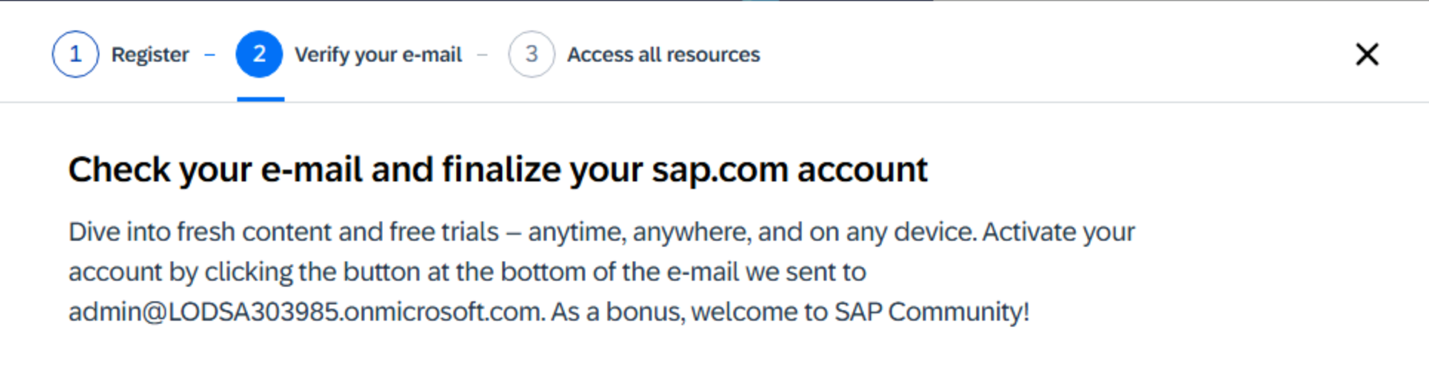 1 Register – 2 Verify your e-mail – 3 Access all resources
Check your e-mail and finalize your sap.com account
Dive into fresh content and free trials – anytime, anywhere, and on any device. Activate your
account by clicking the button at the bottom of the e-mail we sent to
admin@LODSA303985.onmicrosoft.com. As a bonus, welcome to SAP Community!